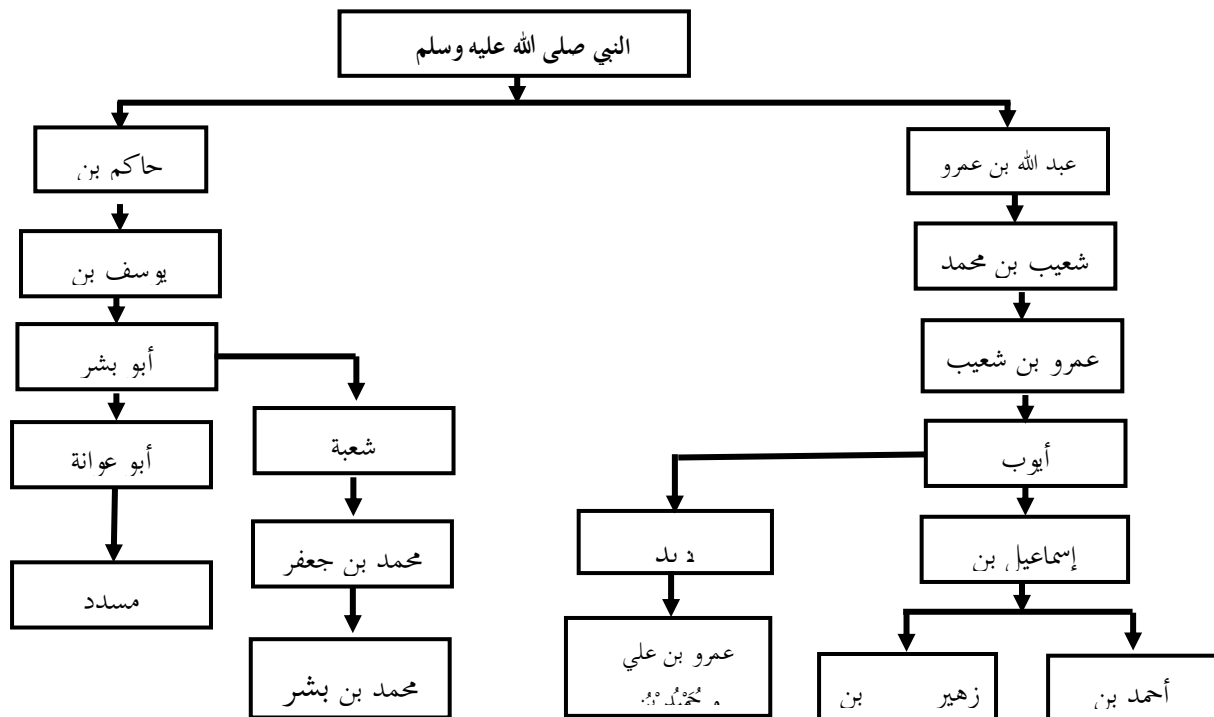 النبي صلى الله عليه وسلم
عبد الله بن عمرو
حاكم بن
شعيب بن محمد
يوسف بن
عمرو بن شعيب
أبو بشر
أيوب
شعبة
أبو عوانة
إسماعيل بن
محمد بن جعفر
مسدد
أحمد بن
زهير بن
عمرو بن علي
محمد بن بشر